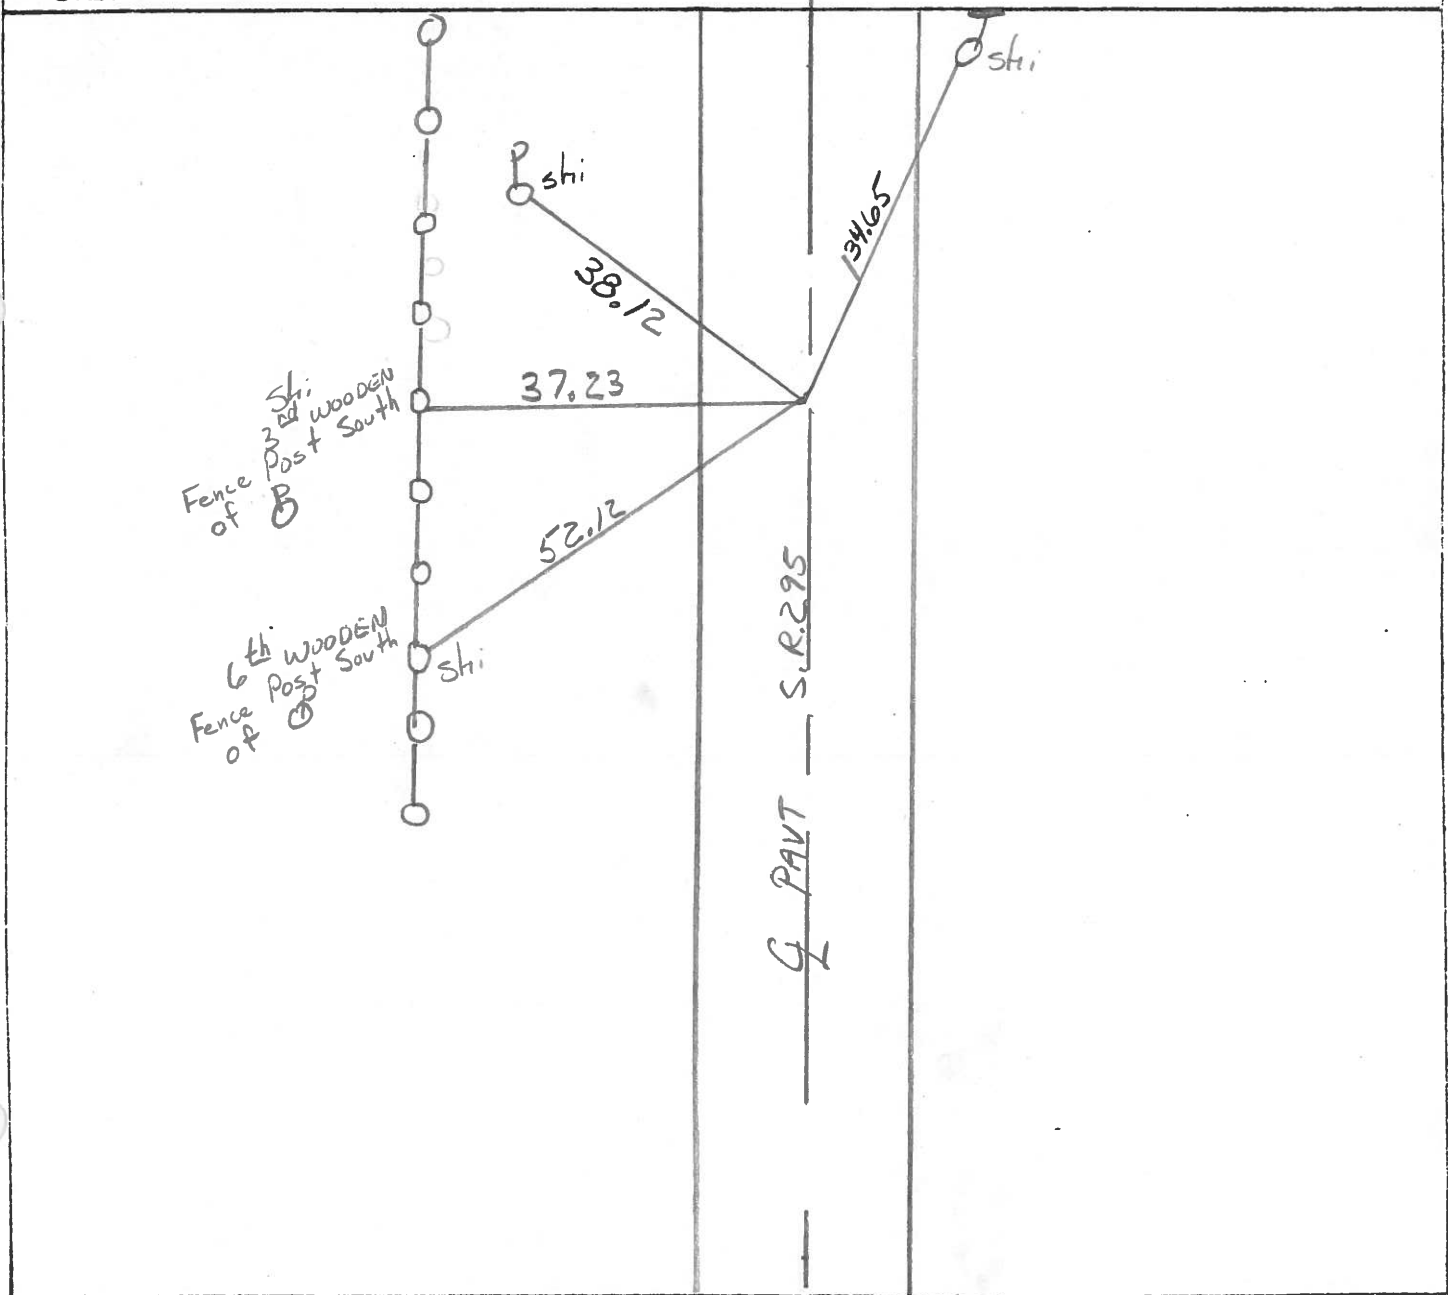 shi
P
shi
34.65
38.12
37.23
shi
3rd WOODEN
Fence Post South
of P
52.12
6th WOODEN
Fence Post South
of P
shi
S.R.295
CL PAVT